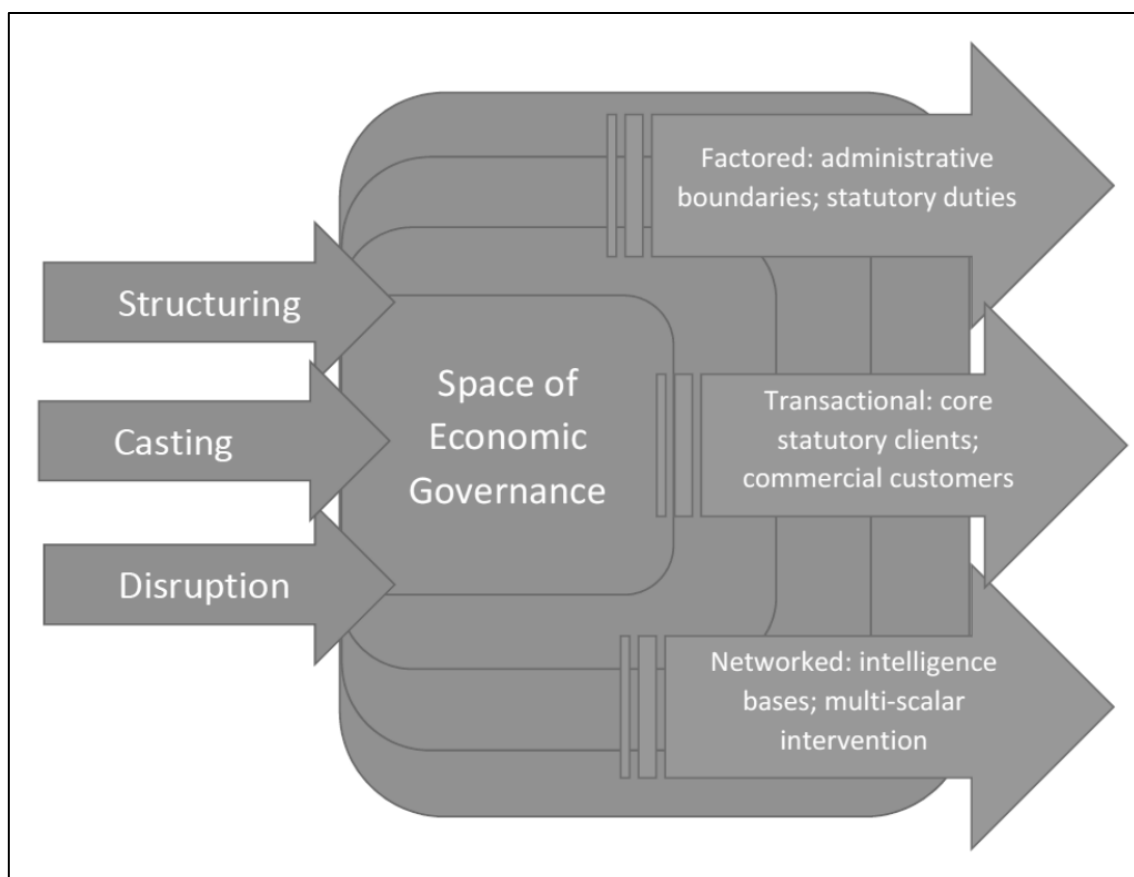 Structuring
Casting
Disruption
Space of
Economic
Governance
Factored: administrative
boundaries; statutory duties
Transactional: core
statutory clients;
commercial customers
Networked: intelligence
bases; multi-scalar
intervention